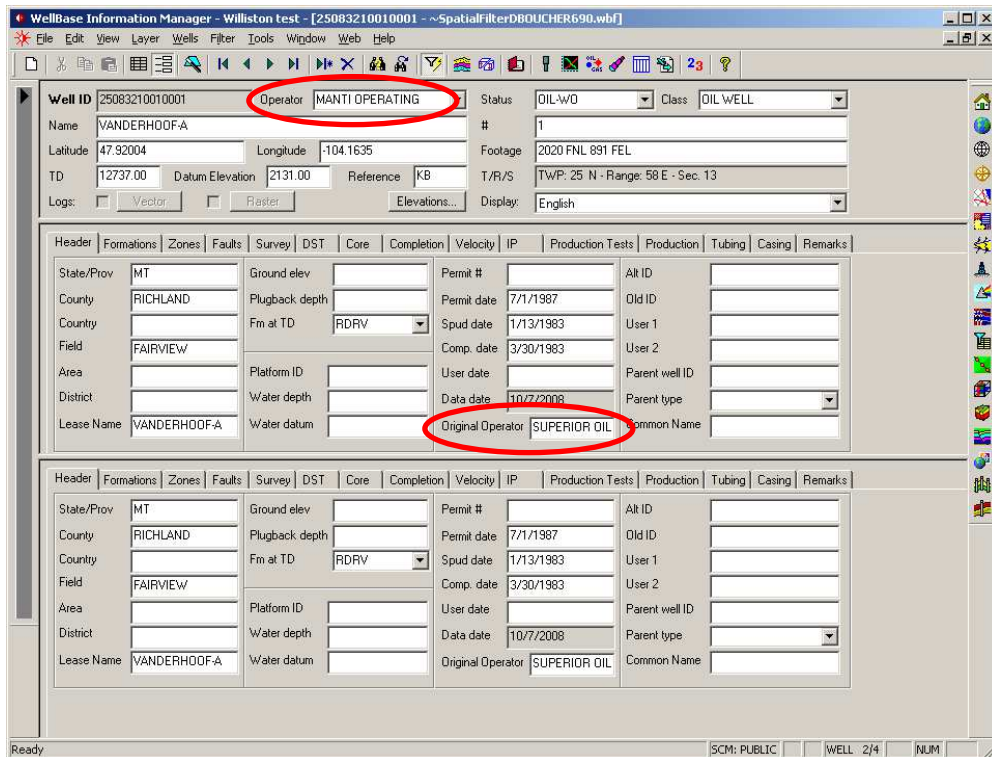 WellBase Information Manager - Williston test - [25083210010001 - ~SpatialFilterDBOUCHER690.wbf]
File Edit View Layer Wells Filter Tools Window Web Help
Well ID 25083210010001 Operator MANTI OPERATING Status OIL-WO Class OIL WELL
Name VANDERHOOF-A # 1
Latitude 47.92004 Longitude -104.1635 Footage 2020 FNL 891 FEL
TD 12737.00 Datum Elevation 2131.00 Reference KB T/R/S TWP: 25 N - Range: 58 E - Sec. 13
Logs: Vector Raster Elevations... Display: English
Header Formations Zones Faults Survey DST Core Completion Velocity IP Production Tests Production Tubing Casing Remarks
State/Prov MT Ground elev Permit # Alt ID
County RICHLAND Plugback depth Permit date 7/1/1987 Old ID
Country Fm at TD RDRV Spud date 1/13/1983 User 1
Field FAIRVIEW Comp. date 3/30/1983 User 2
Area Platform ID User date Parent well ID
District Water depth Data date 10/7/2008 Parent type
Lease Name VANDERHOOF-A Water datum Original Operator SUPERIOR OIL Common Name
Header Formations Zones Faults Survey DST Core Completion Velocity IP Production Tests Production Tubing Casing Remarks
State/Prov MT Ground elev Permit # Alt ID
County RICHLAND Plugback depth Permit date 7/1/1987 Old ID
Country Fm at TD RDRV Spud date 1/13/1983 User 1
Field FAIRVIEW Comp. date 3/30/1983 User 2
Area Platform ID User date Parent well ID
District Water depth Data date 10/7/2008 Parent type
Lease Name VANDERHOOF-A Water datum Original Operator SUPERIOR OIL Common Name
Ready SCM: PUBLIC WELL 2/4 NUM